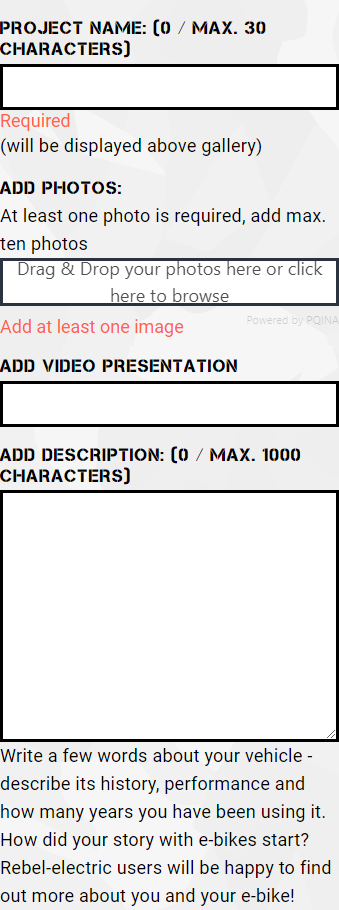 PROJECT NAME: (0 / MAX. 30
CHARACTERS)
Required
(will be displayed above gallery)
ADD PHOTOS:
At least one photo is required, add max.
ten photos
Drag & Drop your photos here or click
here to browse
Powered by PQINA
Add at least one image
ADD VIDEO PRESENTATION
ADD DESCRIPTION: (0 / MAX. 1000
CHARACTERS)
Write a few words about your vehicle -
describe its history, performance and
how many years you have been using it.
How did your story with e-bikes start?
Rebel-electric users will be happy to find
out more about you and your e-bike!